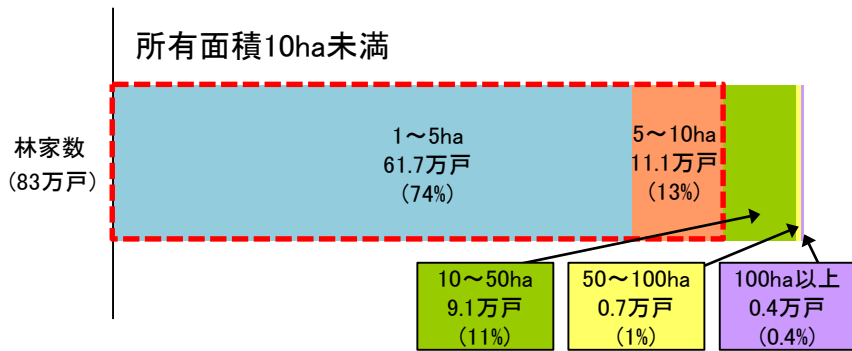 所有面積10ha未満
林家数
(83万戸)
1～5ha
61.7万戸
(74%)
5～10ha
11.1万戸
(13%)
10～50ha
9.1万戸
(11%)
50～100ha
0.7万戸
(1%)
100ha以上
0.4万戸
(0.4%)